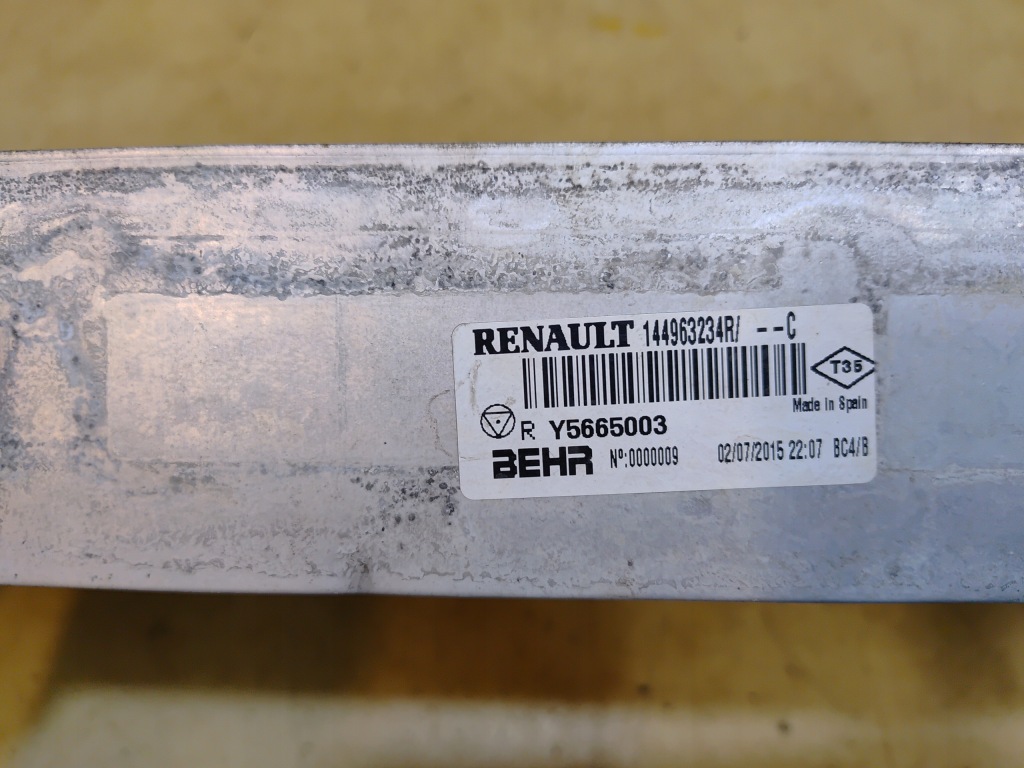 RENAULT 144963234R/ --C
T35
Made in Spain
R Y5665003
BEHR Nº:0000009 02/07/2015 22:07 BC4/B